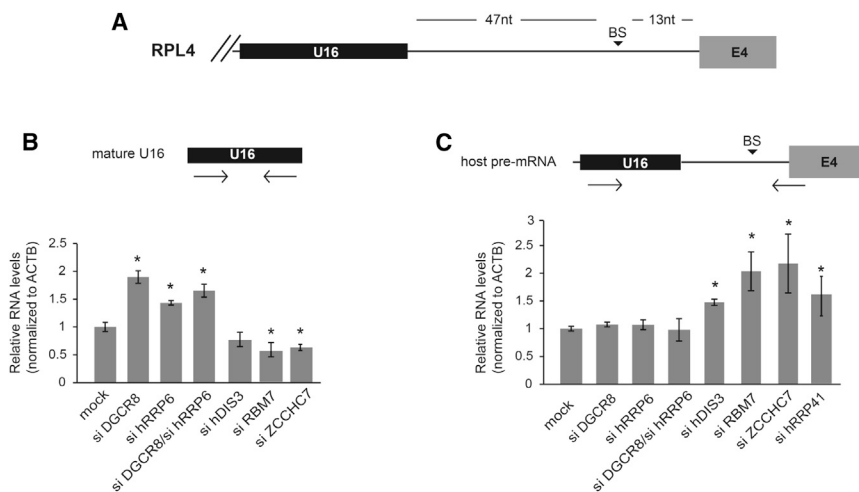 A
47nt
13nt
BS
RPL4
U16
E4
B
mature U16
U16
Relative RNA levels
(normalized to ACTB)
2.5
2
1.5
1.0
0.5
0
*
*
*
*
*
mock
si DGCR8
si hRRP6
si DGCR8/si hRRP6
si hDIS3
si RBM7
si ZCCHC7
C
BS
host pre-mRNA
U16
E4
Relative RNA levels
(normalized to ACTB)
3
2.5
2
1.5
1
0.5
0
*
*
*
*
mock
si DGCR8
si hRRP6
si DGCR8/si hRRP6
si hDIS3
si RBM7
si ZCCHC7
si hRRP41